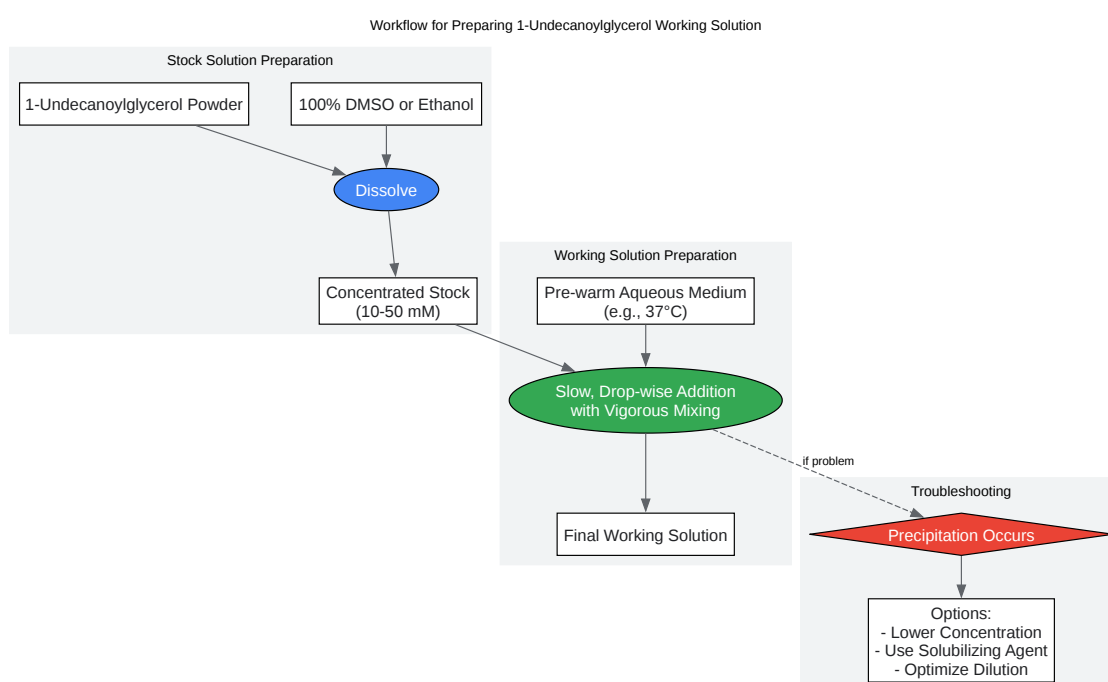 Workflow for Preparing 1-Undecanoylglycerol Working Solution
Stock Solution Preparation
1-Undecanoylglycerol Powder
100% DMSO or Ethanol
Dissolve
Concentrated Stock
(10-50 mM)
Working Solution Preparation
Pre-warm Aqueous Medium
(e.g., 37°C)
Slow, Drop-wise Addition
with Vigorous Mixing
if problem
Final Working Solution
Troubleshooting
Precipitation Occurs
Options:
- Lower Concentration
- Use Solubilizing Agent
- Optimize Dilution